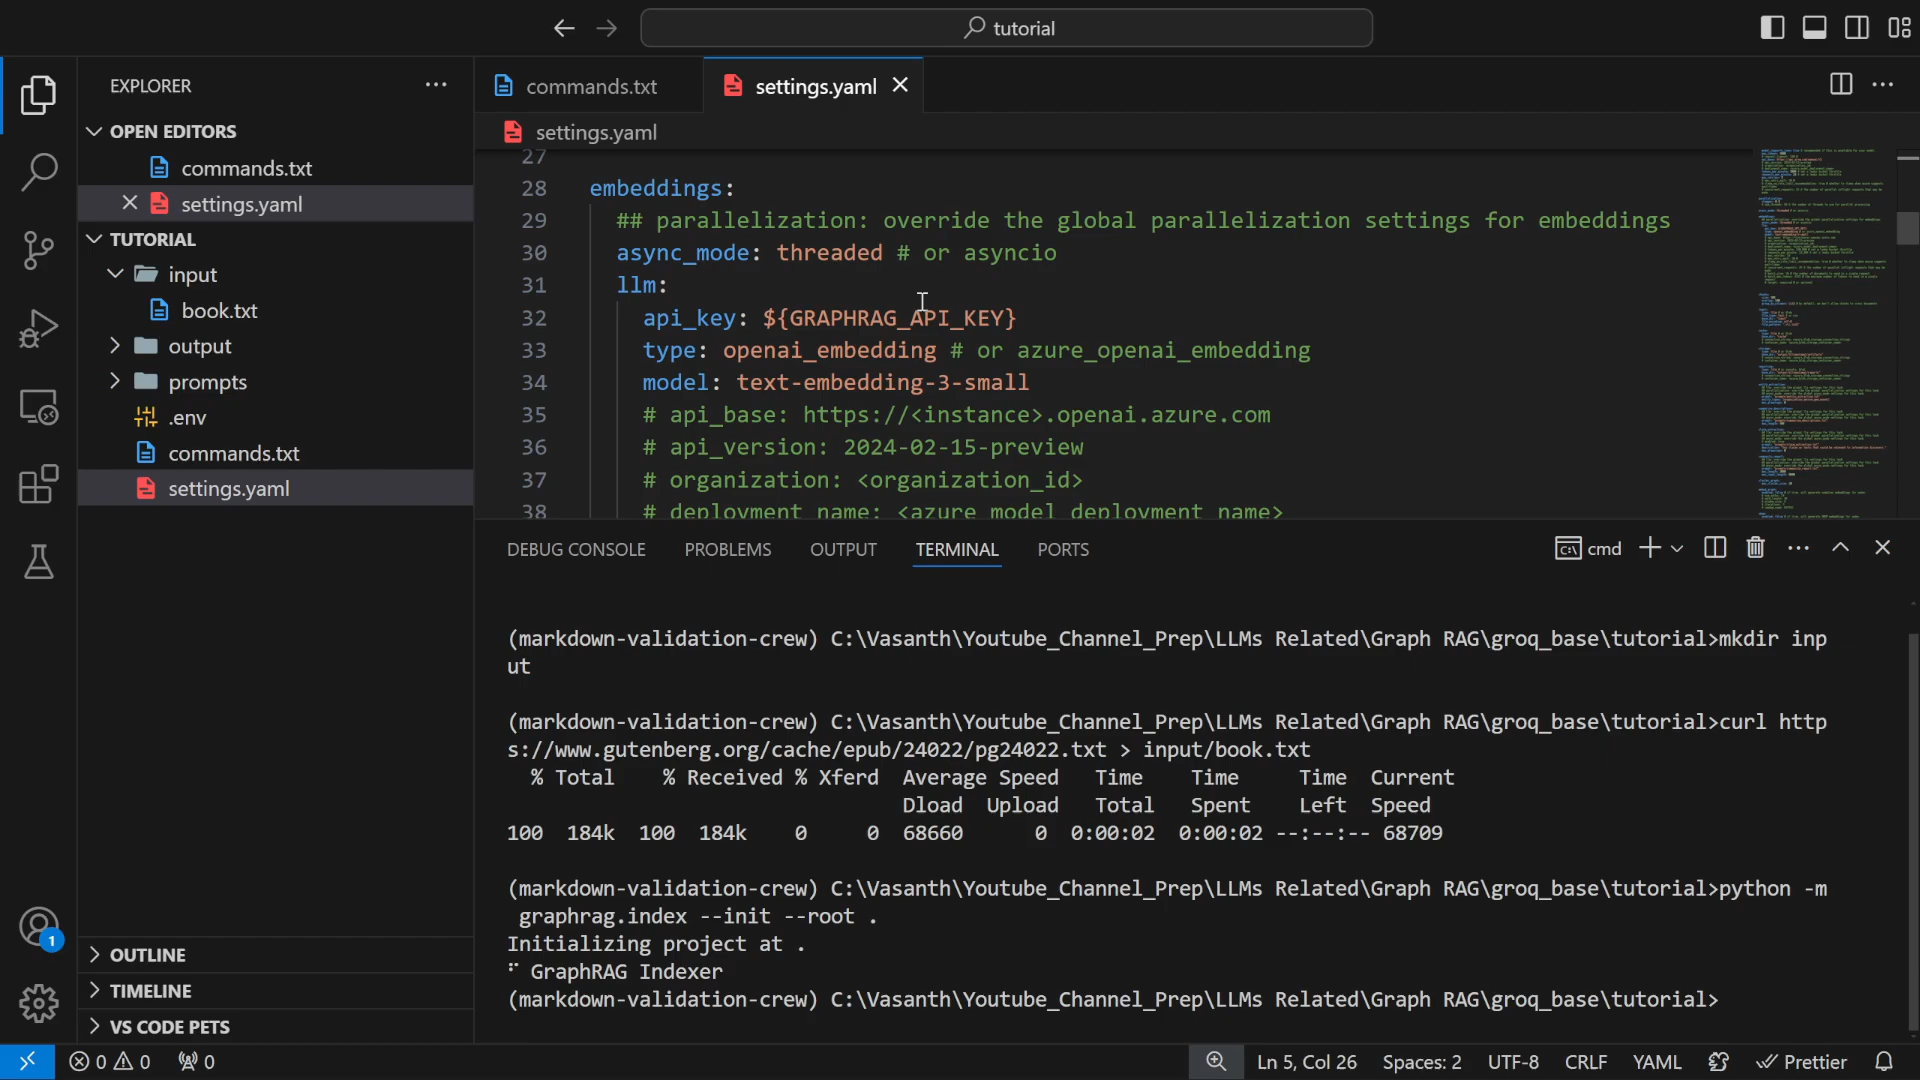 tutorial
EXPLORER
OPEN EDITORS
commands.txt
settings.yaml
TUTORIAL
input
book.txt
output
prompts
.env
commands.txt
settings.yaml
OUTLINE
TIMELINE
VS CODE PETS
1
commands.txt
settings.yaml
settings.yaml
27
28 embeddings:
29 ## parallelization: override the global parallelization settings for embeddings
30 async_mode: threaded # or asyncio
31 llm:
32 api_key: ${GRAPHRAG_API_KEY}
33 type: openai_embedding # or azure_openai_embedding
34 model: text-embedding-3-small
35 # api_base: https://<instance>.openai.azure.com
36 # api_version: 2024-02-15-preview
37 # organization: <organization_id>
38 # deployment_name: <azure_model_deployment_name>
DEBUG CONSOLE PROBLEMS OUTPUT TERMINAL PORTS
cmd
(markdown-validation-crew) C:\Vasanth\Youtube_Channel_Prep\LLMs Related\Graph RAG\groq_base\tutorial>mkdir inp
ut
(markdown-validation-crew) C:\Vasanth\Youtube_Channel_Prep\LLMs Related\Graph RAG\groq_base\tutorial>curl http
s://www.gutenberg.org/cache/epub/24022/pg24022.txt > input/book.txt
% Total % Received % Xferd Average Speed Time Time Time Current
Dload Upload Total Spent Left Speed
100 184k 100 184k 0 0 68660 0 0:00:02 0:00:02 --:--:-- 68709
(markdown-validation-crew) C:\Vasanth\Youtube_Channel_Prep\LLMs Related\Graph RAG\groq_base\tutorial>python -m
graphrag.index --init --root .
Initializing project at .
⠋ GraphRAG Indexer
(markdown-validation-crew) C:\Vasanth\Youtube_Channel_Prep\LLMs Related\Graph RAG\groq_base\tutorial>
0 0 0 Ln 5, Col 26 Spaces: 2 UTF-8 CRLF YAML Prettier